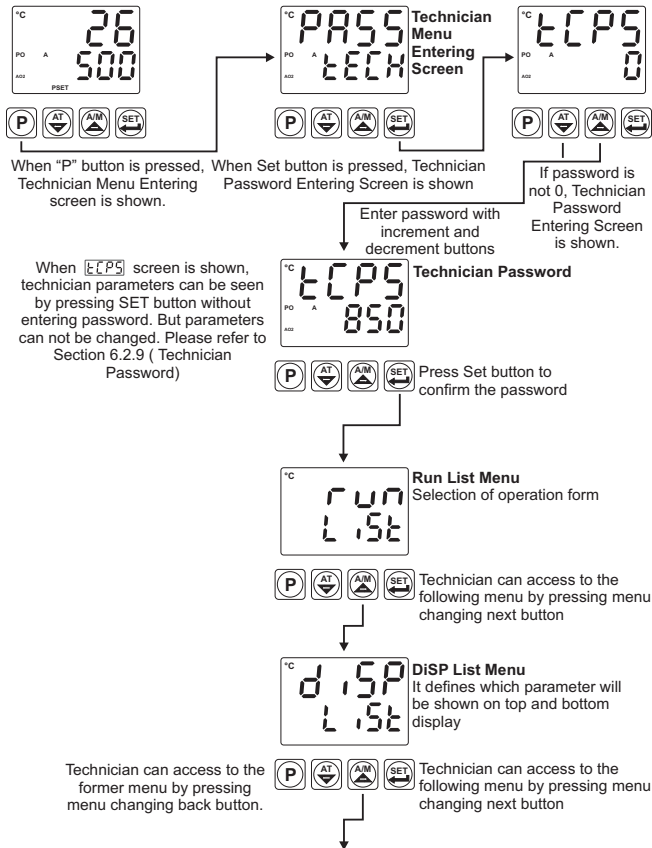 °C
26
PO A
500
AO2
PSET
P AT A/M SET
When “P” button is pressed,
Technician Menu Entering
screen is shown.
°C
PASS
PO A
tECH
AO2
Technician
Menu
Entering
Screen
P AT A/M SET
When Set button is pressed, Technician
Password Entering Screen is shown
°C
tCPS
PO A
0
AO2
P AT A/M SET
If password is
not 0, Technician
Password
Entering Screen
is shown.
Enter password with
increment and
decrement buttons
When tCPS screen is shown,
technician parameters can be seen
by pressing SET button without
entering password. But parameters
can not be changed. Please refer to
Section 6.2.9 ( Technician
Password)
°C
tCPS
PO A
850
AO2
Technician Password
P AT A/M SET
Press Set button to
confirm the password
°C
run
LiSt
Run List Menu
Selection of operation form
P AT A/M SET
Technician can access to the
following menu by pressing menu
changing next button
°C
diSP
LiSt
DiSP List Menu
It defines which parameter will
be shown on top and bottom
display
Technician can access to the
former menu by pressing
menu changing back button.
P AT A/M SET
Technician can access to the
following menu by pressing menu
changing next button